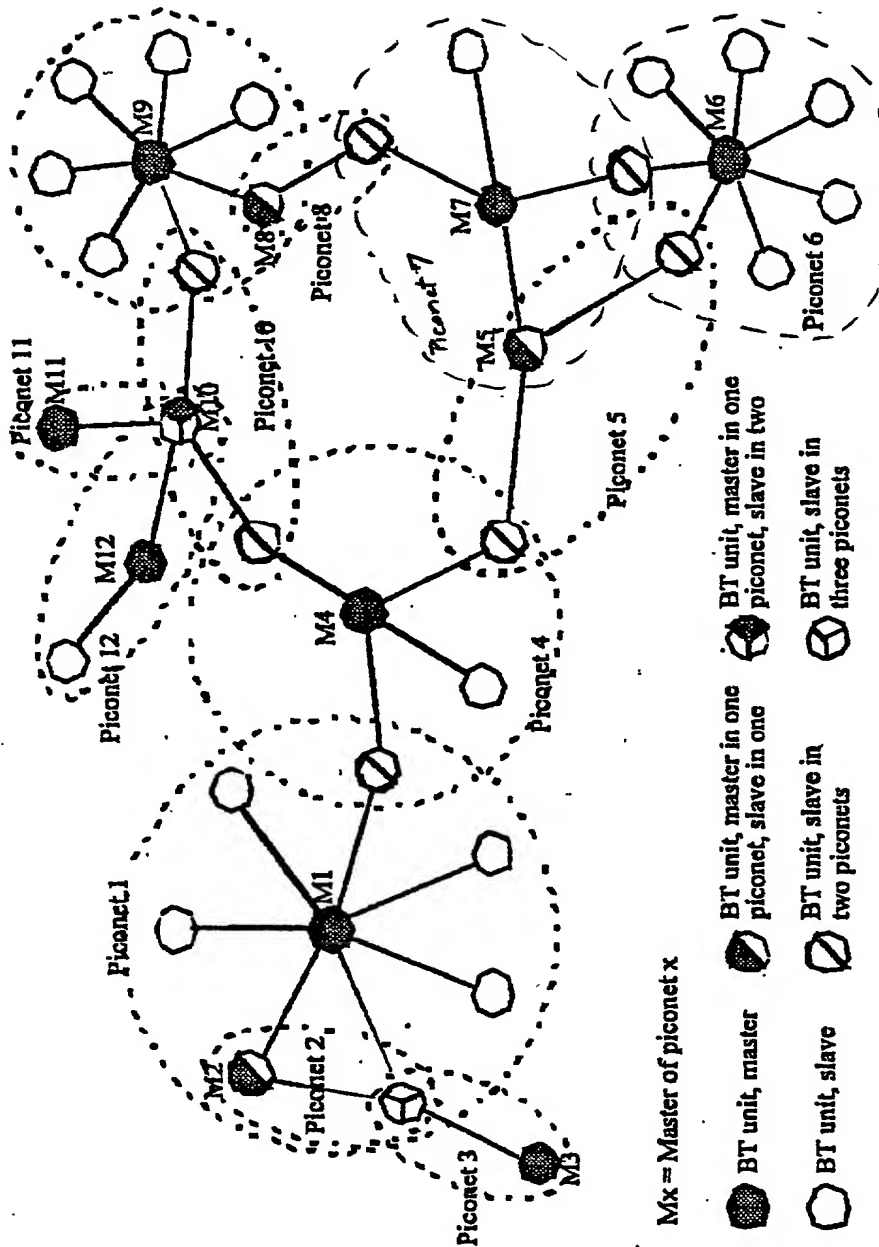 Piconet 11
M11
M9
M12
M10
Piconet 10
M8
Piconet 8
Piconet 12
M4
Piconet 7
M7
Piconet 1
Piconet 4
M5
M6
M1
M2
Piconet 2
Piconet 5
Piconet 6
Piconet 3
M3
Mx = Master of piconet x
BT unit, master
BT unit, master in one
piconet, slave in one
BT unit, master in one
piconet, slave in two
BT unit, slave
BT unit, slave in
two piconets
BT unit, slave in
three piconets